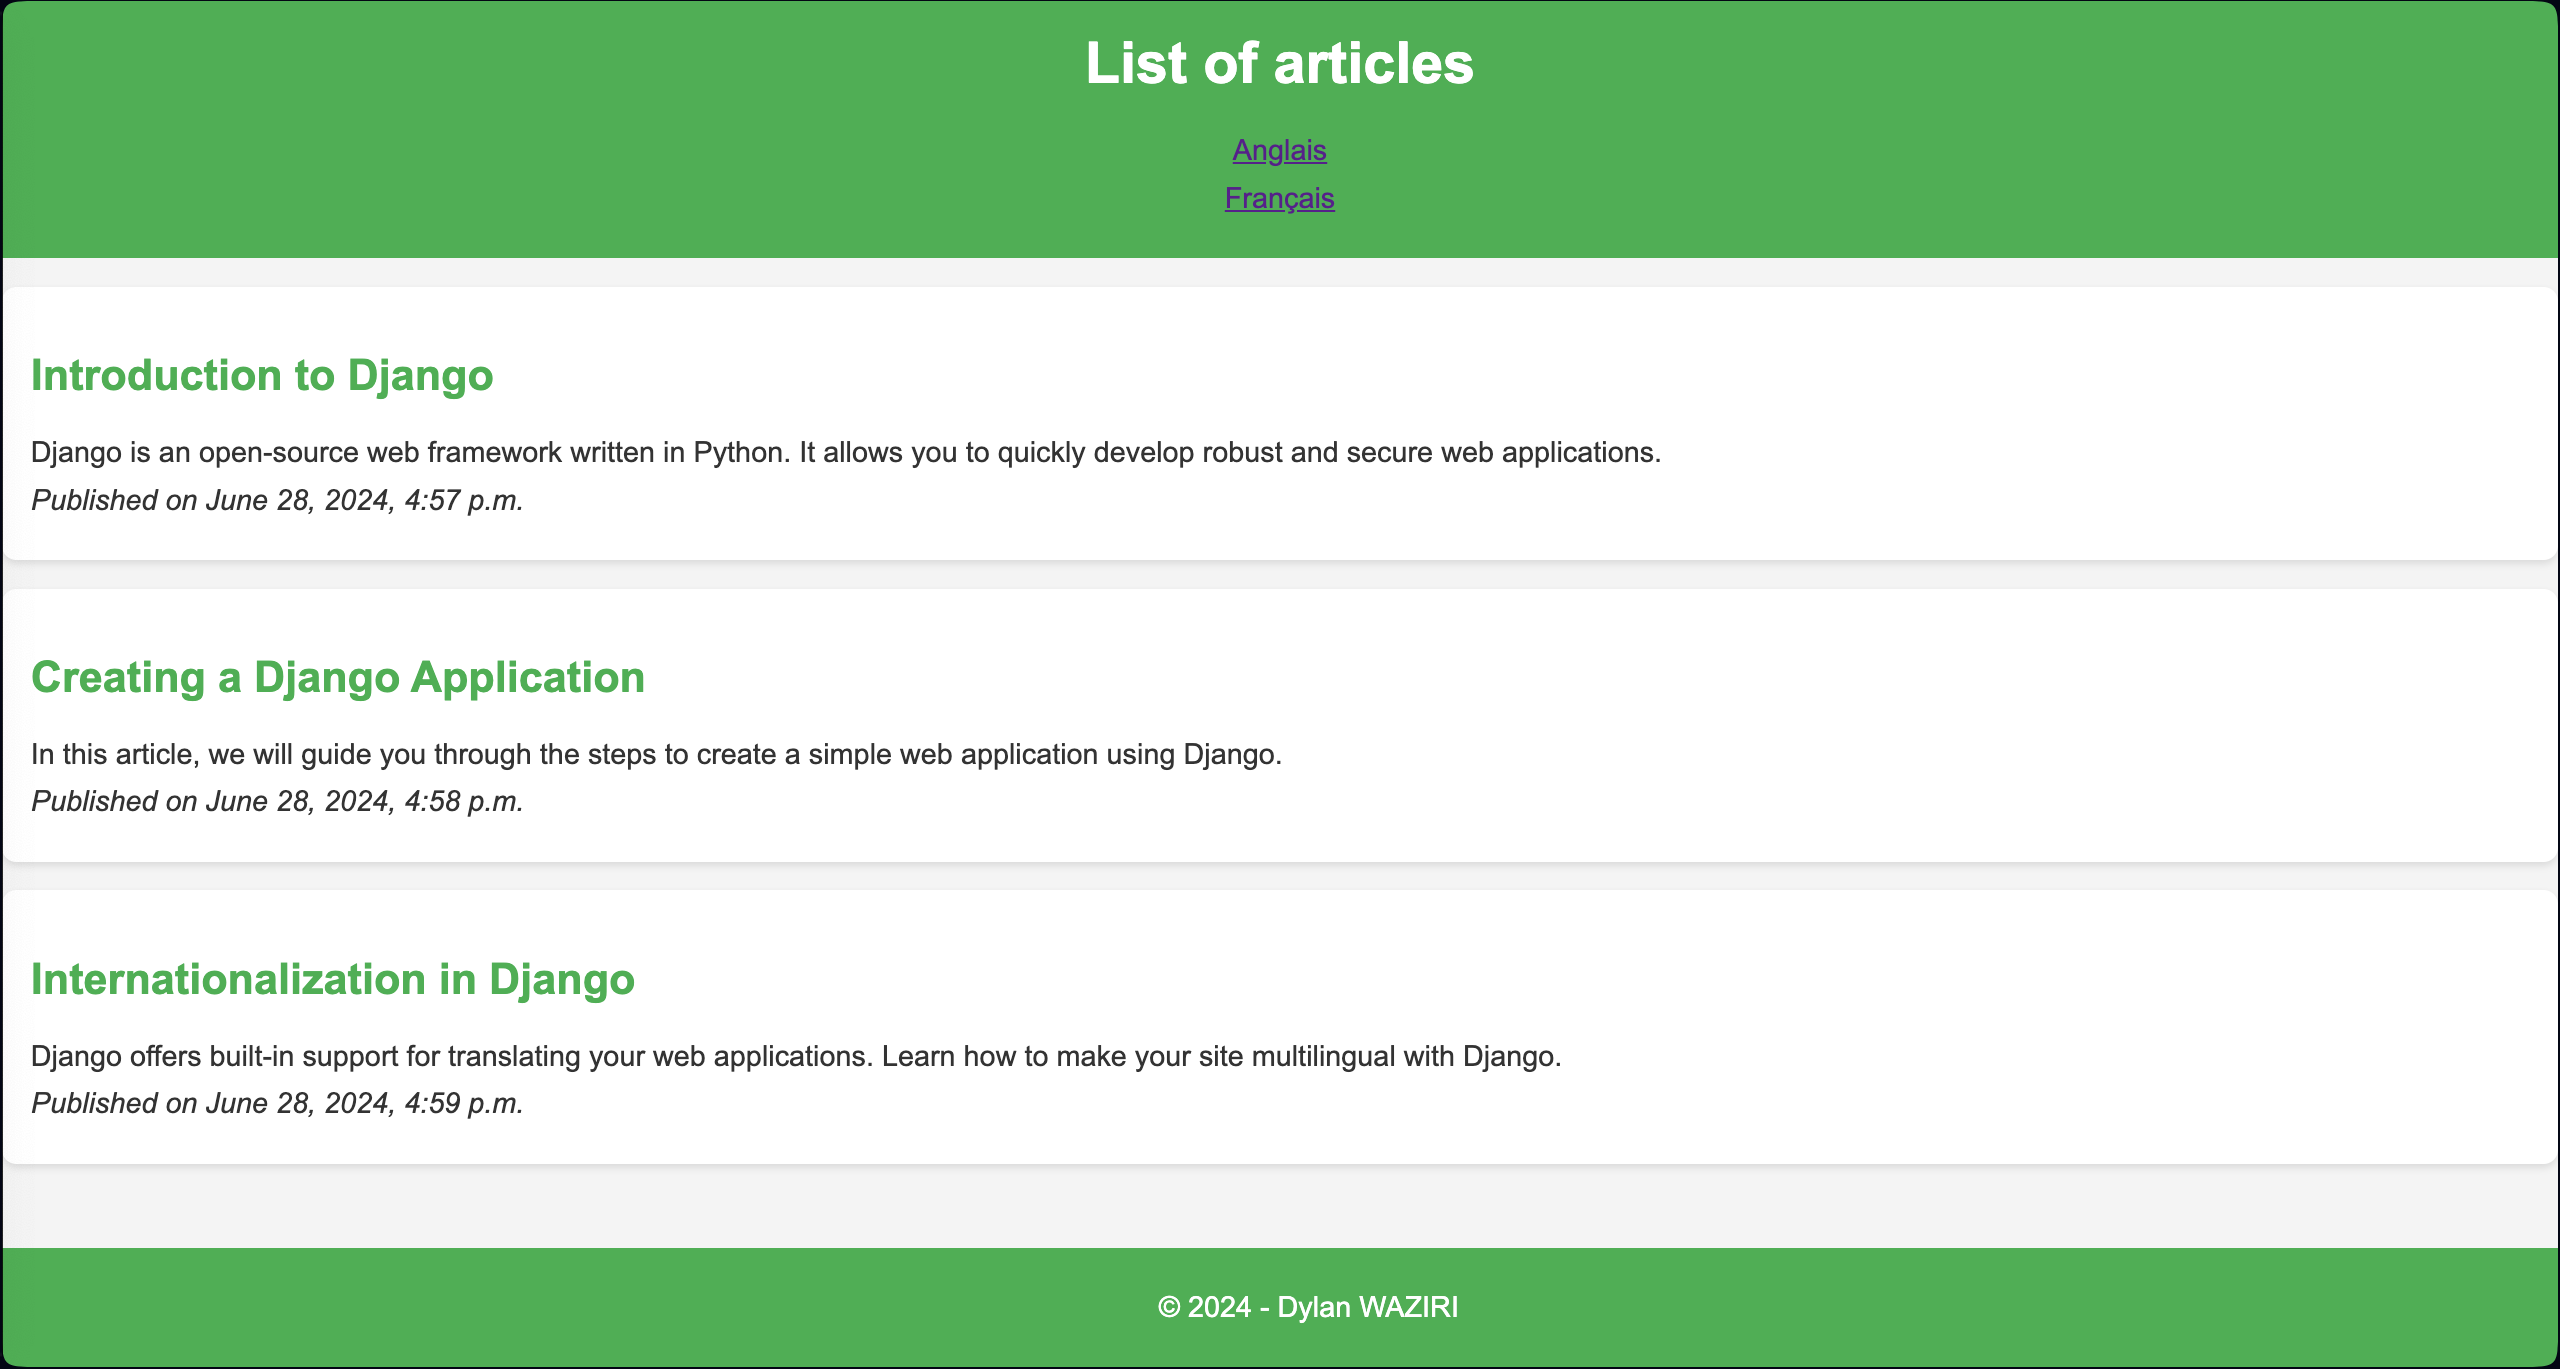 List of articles
Anglais
Français
Introduction to Django
Django is an open-source web framework written in Python. It allows you to quickly develop robust and secure web applications.
Published on June 28, 2024, 4:57 p.m.
Creating a Django Application
In this article, we will guide you through the steps to create a simple web application using Django.
Published on June 28, 2024, 4:58 p.m.
Internationalization in Django
Django offers built-in support for translating your web applications. Learn how to make your site multilingual with Django.
Published on June 28, 2024, 4:59 p.m.
© 2024 - Dylan WAZIRI